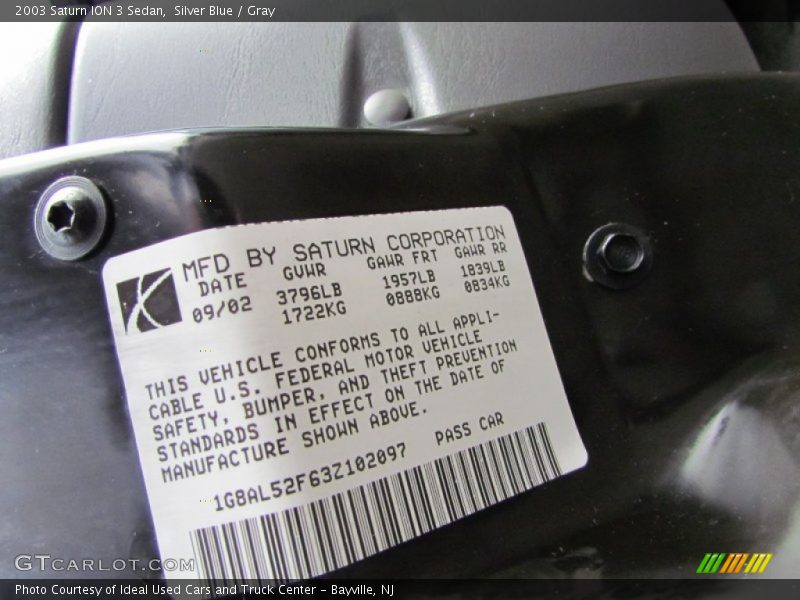 2003 Saturn ION 3 Sedan,  Silver Blue / Gray
MFD BY SATURN CORPORATION
DATE GVWR GAWR FRT GAWR RR
09/02 3796LB 1957LB 1839LB
1722KG 0888KG 0834KG
THIS VEHICLE CONFORMS TO ALL APPLI-
CABLE U.S. FEDERAL MOTOR VEHICLE
SAFETY, BUMPER, AND THEFT PREVENTION
STANDARDS IN EFFECT ON THE DATE OF
MANUFACTURE SHOWN ABOVE.
1G8AL52F63Z102097 PASS CAR
GTCARLOT.COM
Photo Courtesy of Ideal Used Cars and Truck Center - Bayville, NJ